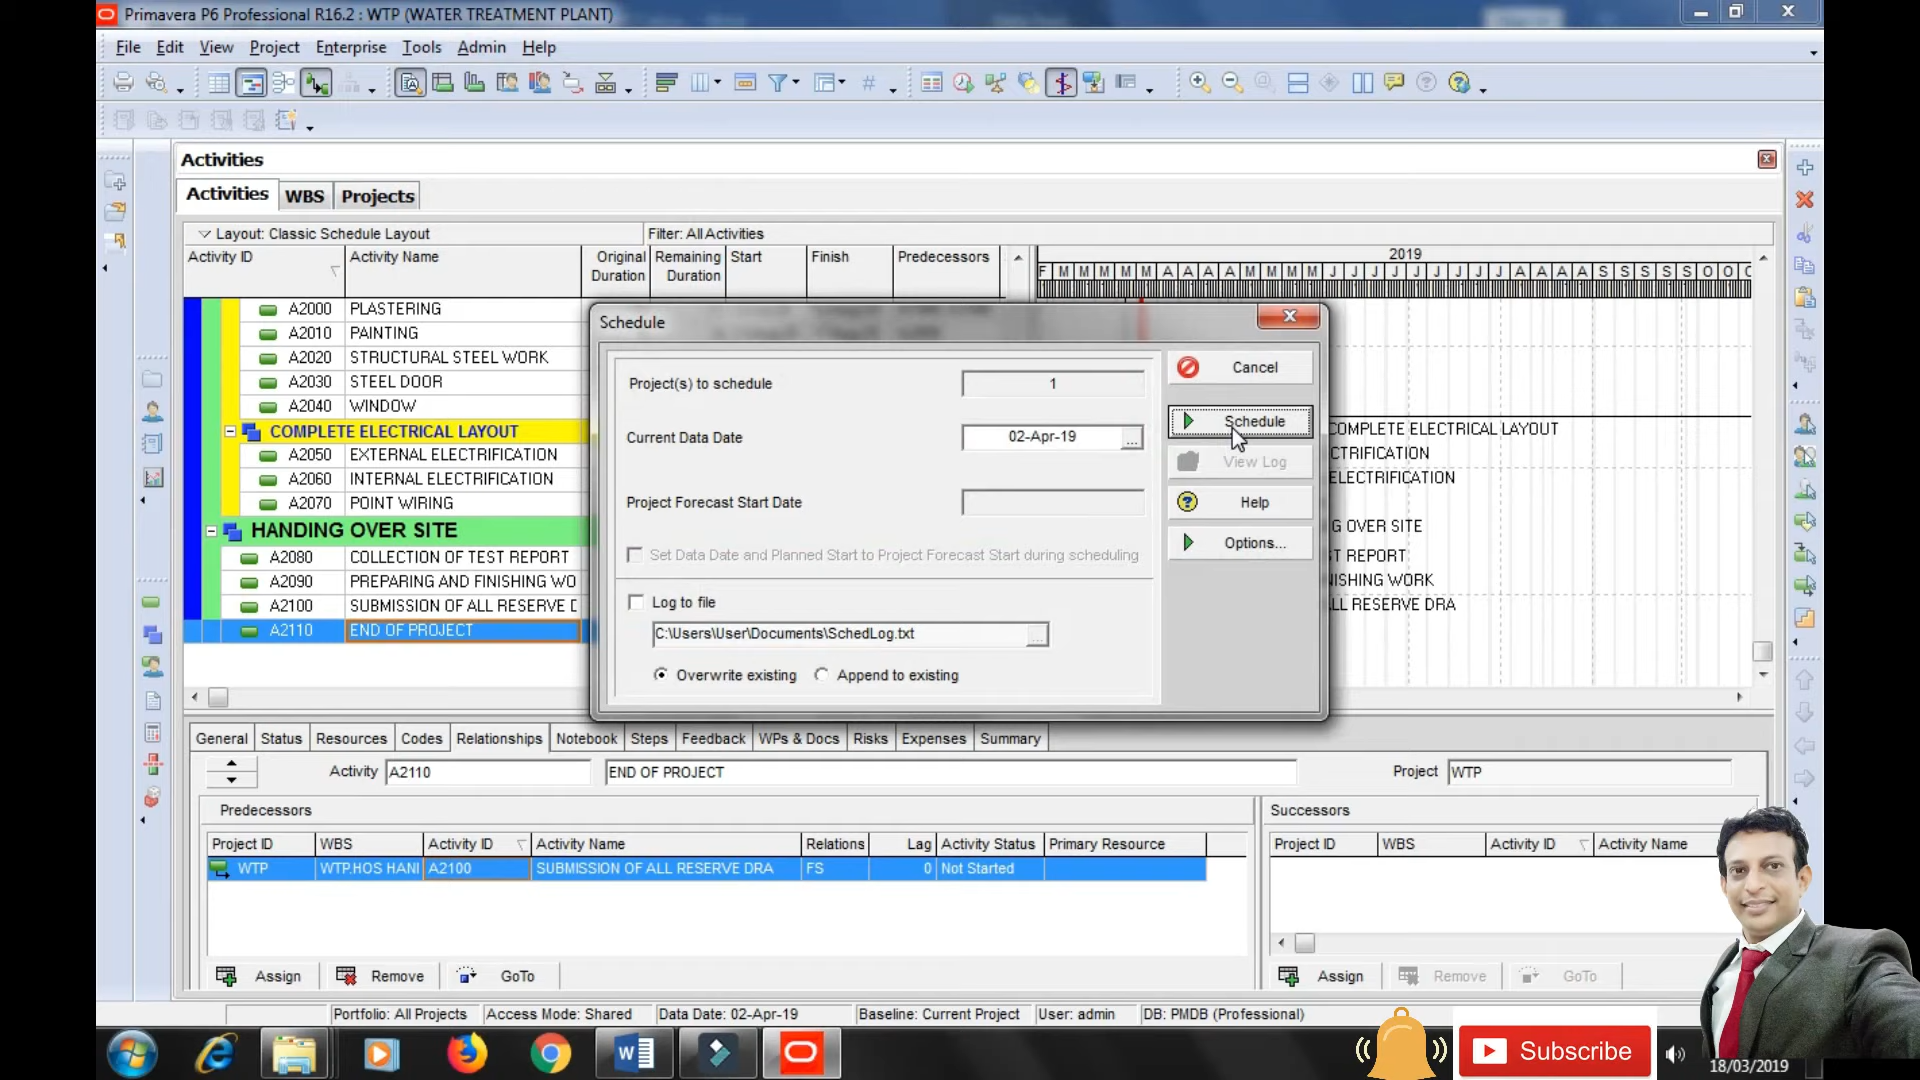 Primavera P6 Professional R16.2 : WTP (WATER TREATMENT PLANT)
File Edit View Project Enterprise Tools Admin Help
Activities
Activities WBS Projects
Layout: Classic Schedule Layout Filter: All Activities
Activity ID Activity Name Original Duration Remaining Duration Start Finish Predecessors
2019
F M M M M M A A A A M M M M J J J J J J J J J A A A A S S S S S O O
A2000 PLASTERING
A2010 PAINTING
A2020 STRUCTURAL STEEL WORK
A2030 STEEL DOOR
A2040 WINDOW
COMPLETE ELECTRICAL LAYOUT COMPLETE ELECTRICAL LAYOUT
A2050 EXTERNAL ELECTRIFICATION CTRIFICATION
A2060 INTERNAL ELECTRIFICATION ELECTRIFICATION
A2070 POINT WIRING
HANDING OVER SITE G OVER SITE
A2080 COLLECTION OF TEST REPORT ST REPORT
A2090 PREPARING AND FINISHING WO ISHING WORK
A2100 SUBMISSION OF ALL RESERVE D LL RESERVE DRA
A2110 END OF PROJECT
Schedule
Project(s) to schedule 1
Current Data Date 02-Apr-19 ...
Project Forecast Start Date
Set Data Date and Planned Start to Project Forecast Start during scheduling
Log to file
C:\Users\User\Documents\SchedLog.txt ...
Overwrite existing Append to existing
Cancel
Schedule
View Log
Help
Options...
General Status Resources Codes Relationships Notebook Steps Feedback WPs & Docs Risks Expenses Summary
Activity A2110 END OF PROJECT Project WTP
Predecessors Successors
Project ID WBS Activity ID Activity Name Relations Lag Activity Status Primary Resource Project ID WBS Activity ID Activity Name
WTP WTP.HOS HANI A2100 SUBMISSION OF ALL RESERVE DRA FS 0 Not Started
Assign Remove GoTo Assign Remove GoTo
Portfolio: All Projects Access Mode: Shared Data Date: 02-Apr-19 Baseline: Current Project User: admin DB: PMDB (Professional)
Subscribe
18/03/2019